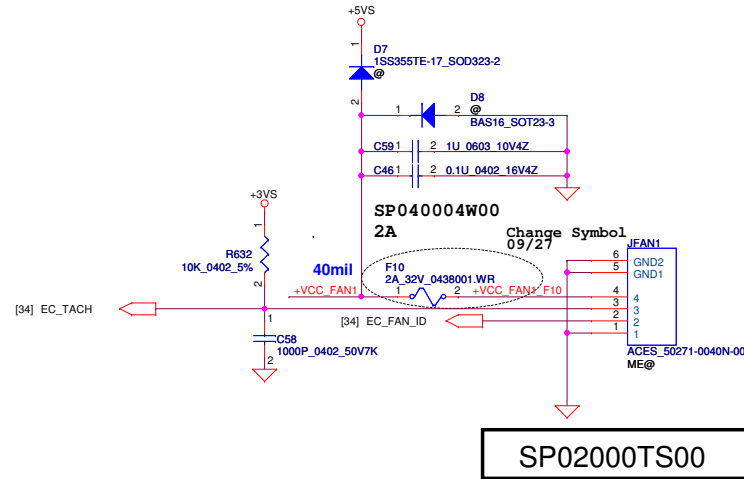 +5VS
1
D7
1SS355TE-17_SOD323-2
@
2
D8
@
1 2
BAS16_SOT23-3
C59 1 2 1U_0603_10V4Z
C46 1 2 0.1U_0402_16V4Z
SP040004W00
2A
Change Symbol
09/27
+3VS
1
R632
10K_0402_5%
2
40mil
F10
2A_32V_0438001.WR
+VCC_FAN1 1 2 +VCC_FAN1_F10
JFAN1
6 GND2
5 GND1
4 4
3 3
2 2
1 1
ACES_50271-0040N-00
ME@
[34] EC_TACH
[34] EC_FAN_ID
1
C58
1000P_0402_50V7K
2
SP02000TS00